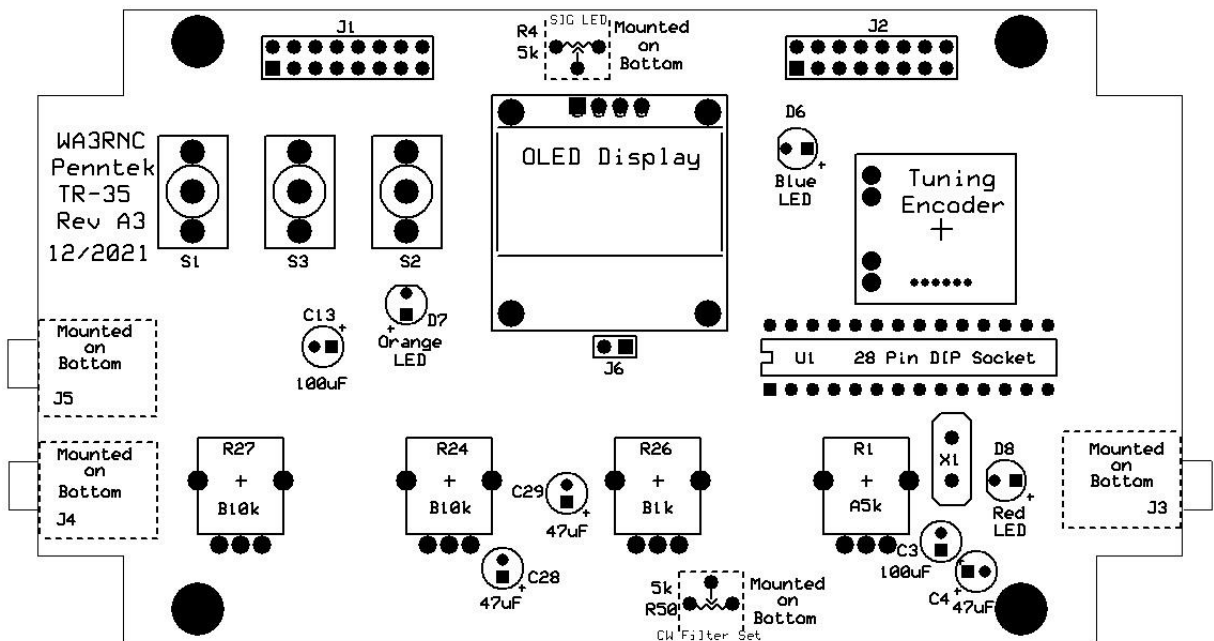 J1
SIG LED
R4
5k
Mounted
on
Bottom
J2
WA3RNC
Penntek
TR-35
Rev A3
12/2021
S1
S3
S2
OLED Display
D6
+
Blue
LED
Tuning
Encoder
+
C13
+
100uF
D7
+
Orange
LED
J6
U1 28 Pin DIP Socket
Mounted
on
Bottom
J5
Mounted
on
Bottom
J4
R27
+
B10k
R24
+
B10k
C29
+
47uF
C28
+
47uF
R26
+
B1k
R1
+
A5k
X1
D8
+
Red
LED
Mounted
on
Bottom
J3
C3
+
100uF
C4
+
47uF
5k
R50
Mounted
on
Bottom
CW Filter Set